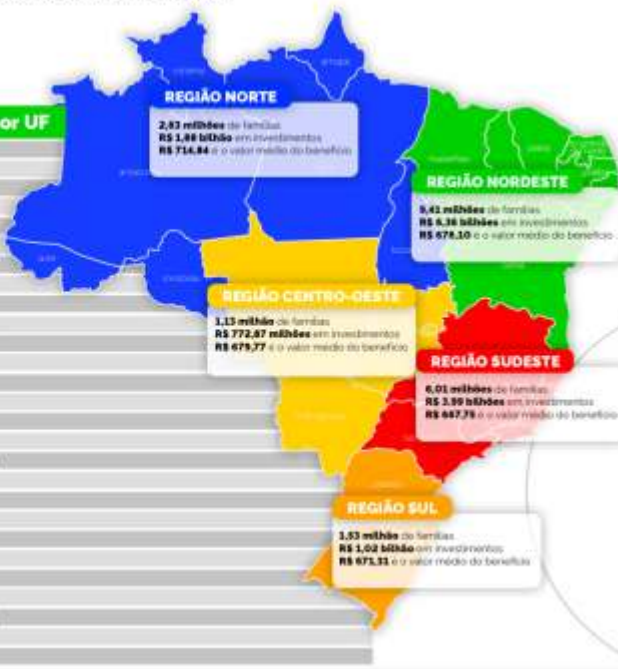 or UF
REGIÃO NORTE
2,63 milhões de famílias
R$ 1,88 bilhão em investimentos
R$ 714,84 é o valor médio do benefício
REGIÃO NORDESTE
9,41 milhões de famílias
R$ 6,36 bilhões em investimentos
R$ 678,10 é o valor médio do benefício
REGIÃO CENTRO-OESTE
1,13 milhão de famílias
R$ 772,87 milhões em investimentos
R$ 679,77 é o valor médio do benefício
REGIÃO SUDESTE
6,01 milhões de famílias
R$ 3,99 bilhões em investimentos
R$ 667,75 é o valor médio do benefício
REGIÃO SUL
1,53 milhão de famílias
R$ 1,02 bilhão em investimentos
R$ 671,31 é o valor médio do benefício